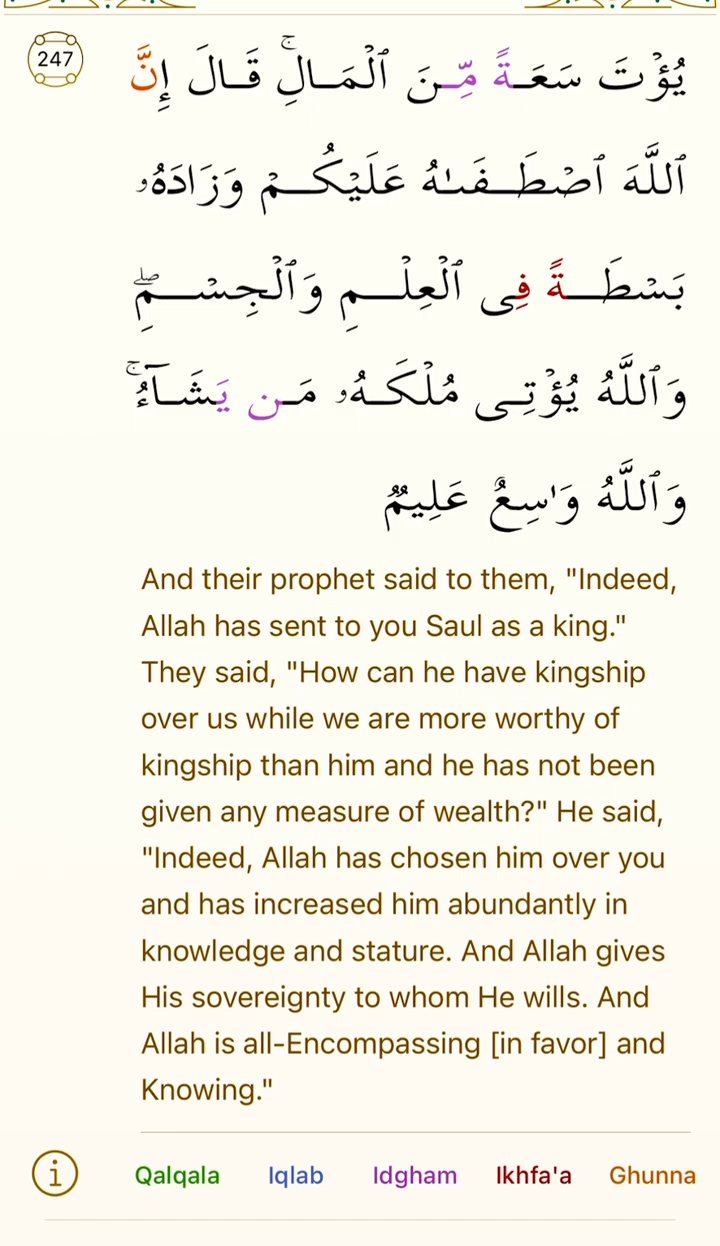 247
يُؤْتَ سَعَةً مِّنَ ٱلْمَالِۚ قَالَ إِنَّ
ٱللَّهَ ٱصْطَفَىٰهُ عَلَيْكُمْ وَزَادَهُۥ
بَسْطَةً فِى ٱلْعِلْمِ وَٱلْجِسْمِۖ
وَٱللَّهُ يُؤْتِى مُلْكَهُۥ مَن يَشَآءُۚ
وَٱللَّهُ وَٰسِعٌ عَلِيمٌ
And their prophet said to them, "Indeed,
Allah has sent to you Saul as a king."
They said, "How can he have kingship
over us while we are more worthy of
kingship than him and he has not been
given any measure of wealth?" He said,
"Indeed, Allah has chosen him over you
and has increased him abundantly in
knowledge and stature. And Allah gives
His sovereignty to whom He wills. And
Allah is all-Encompassing [in favor] and
Knowing."
i Qalqala Iqlab Idgham Ikhfa'a Ghunna